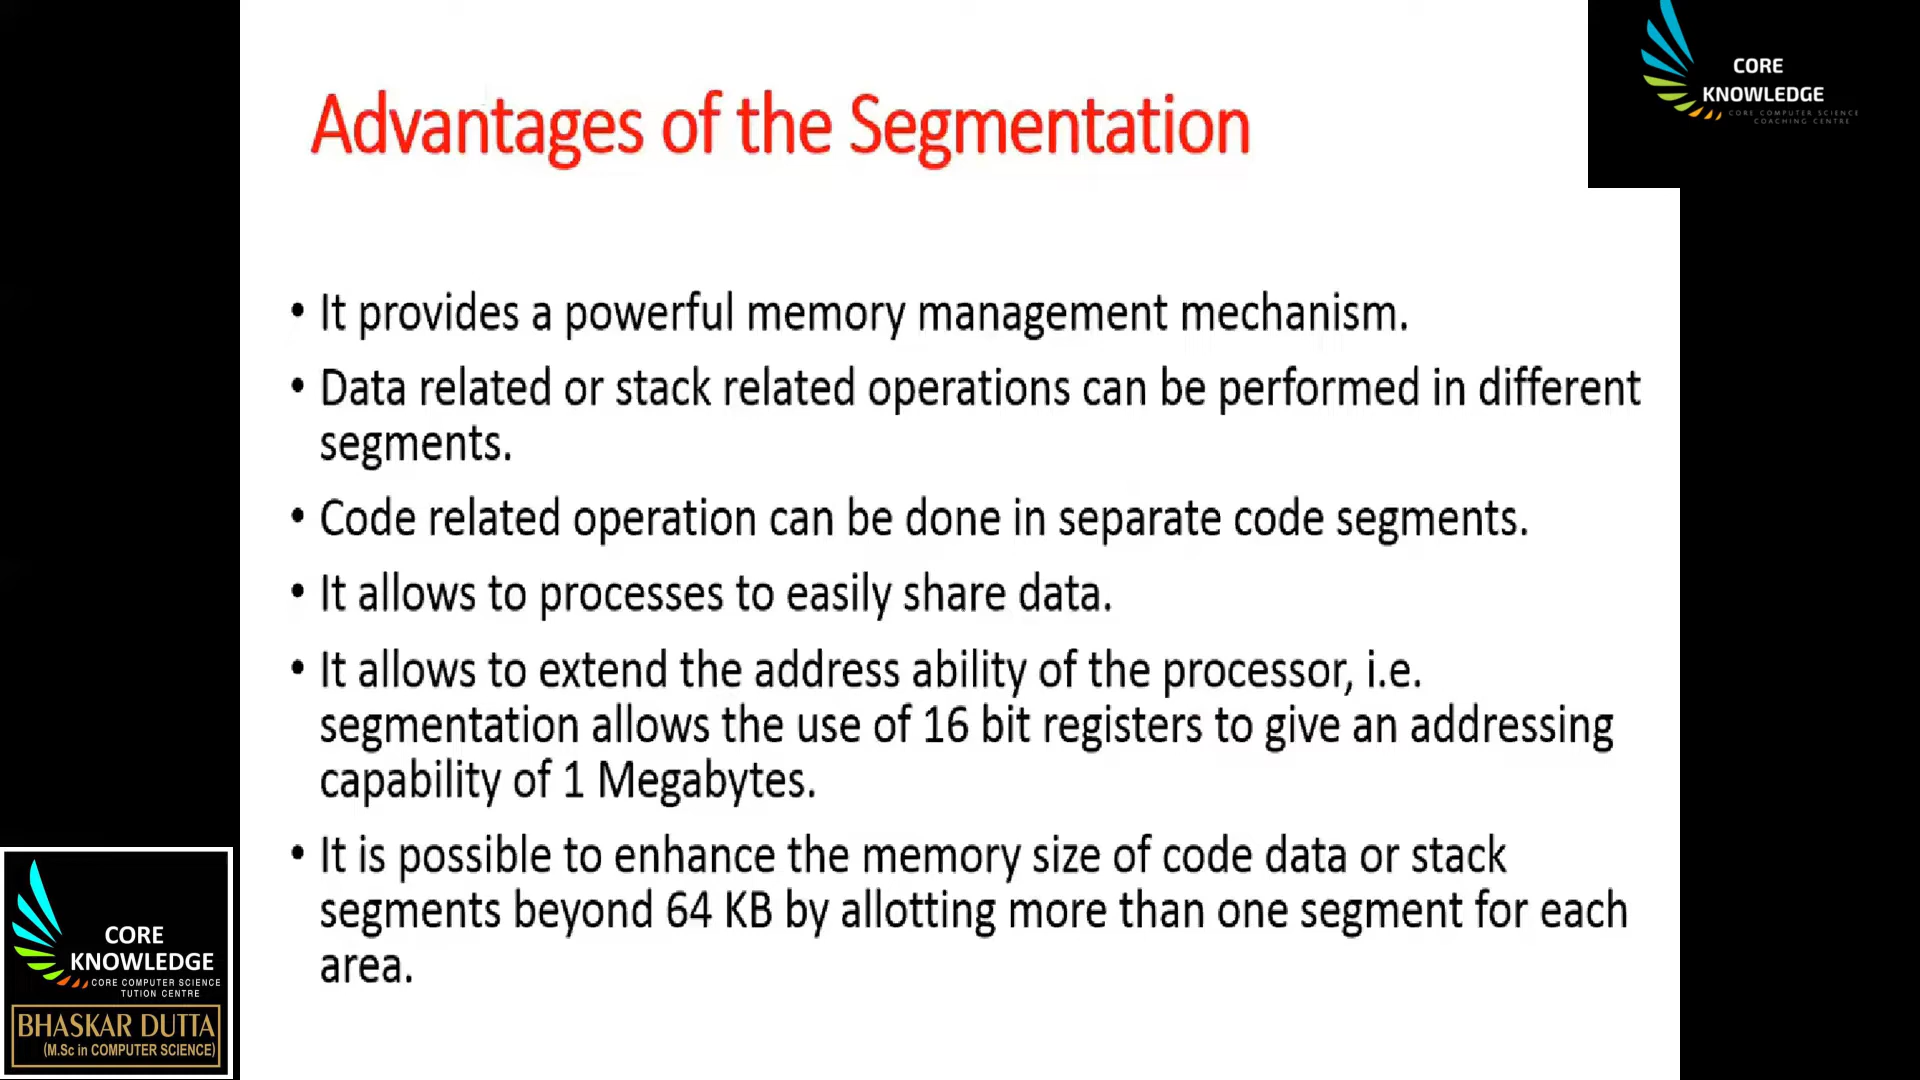 CORE
KNOWLEDGE
CORE COMPUTER SCIENCE
COACHING CENTRE
Advantages of the Segmentation
• It provides a powerful memory management mechanism.
• Data related or stack related operations can be performed in different
segments.
• Code related operation can be done in separate code segments.
• It allows to processes to easily share data.
• It allows to extend the address ability of the processor, i.e.
segmentation allows the use of 16 bit registers to give an addressing
capability of 1 Megabytes.
• It is possible to enhance the memory size of code data or stack
segments beyond 64 KB by allotting more than one segment for each
area.
CORE
KNOWLEDGE
CORE COMPUTER SCIENCE
TUTION CENTRE
BHASKAR DUTTA
(M.Sc in COMPUTER SCIENCE)